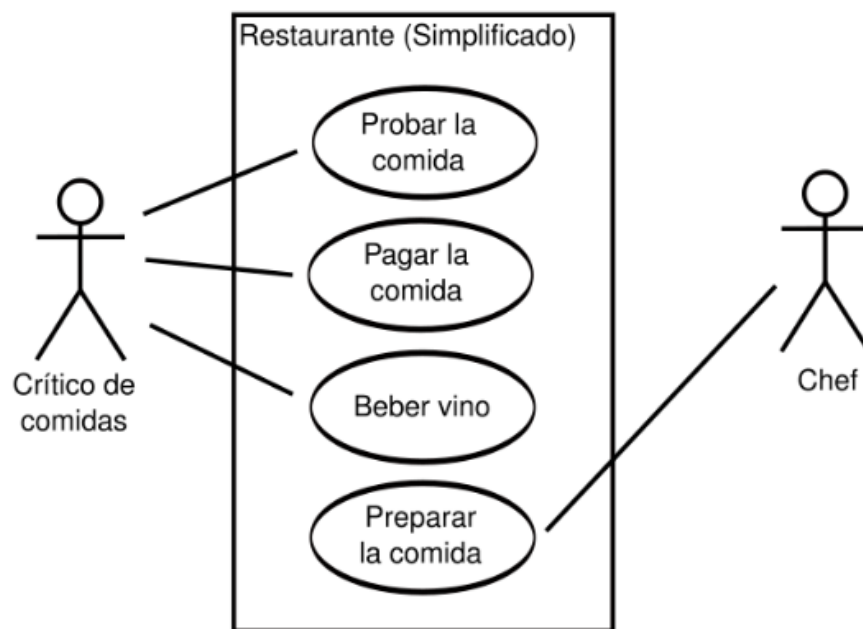 Restaurante (Simplificado)
Probar la
comida
Pagar la
comida
Beber vino
Preparar
la comida
Crítico de
comidas
Chef